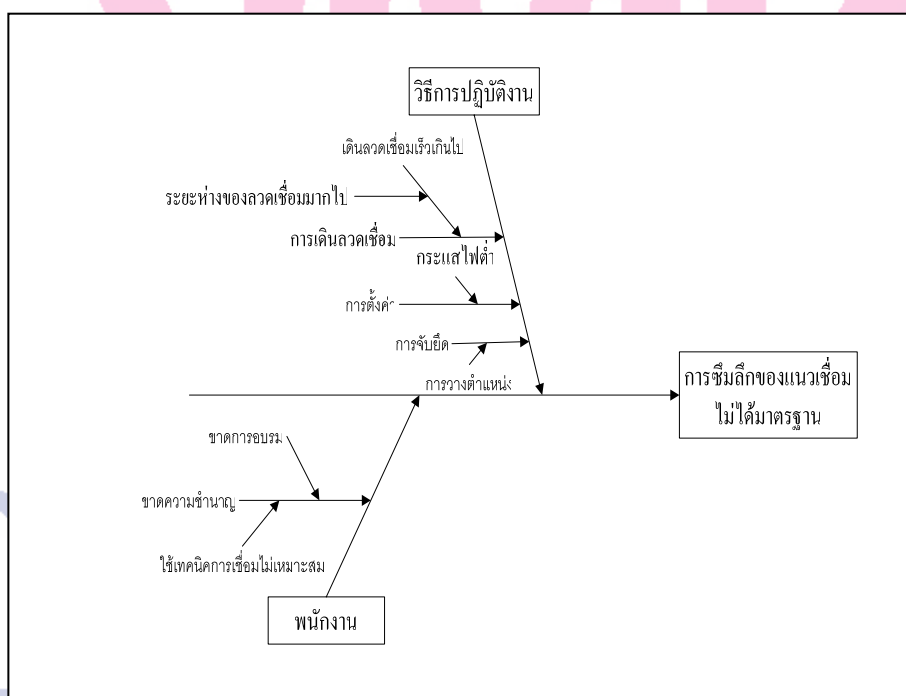 วิธีการปฏิบัติงาน
เดินลวดเชื่อมเร็วเกินไป
ระยะห่างของลวดเชื่อมมากไป
การเดินลวดเชื่อม
กระแสไฟต่ำ
การตั้งค่า
การจับยึด
การวางตำแหน่ง
การซึมลึกของแนวเชื่อม
ไม่ได้มาตรฐาน
ขาดการอบรม
ขาดความชำนาญ
ใช้เทคนิคการเชื่อมไม่เหมาะสม
พนักงาน